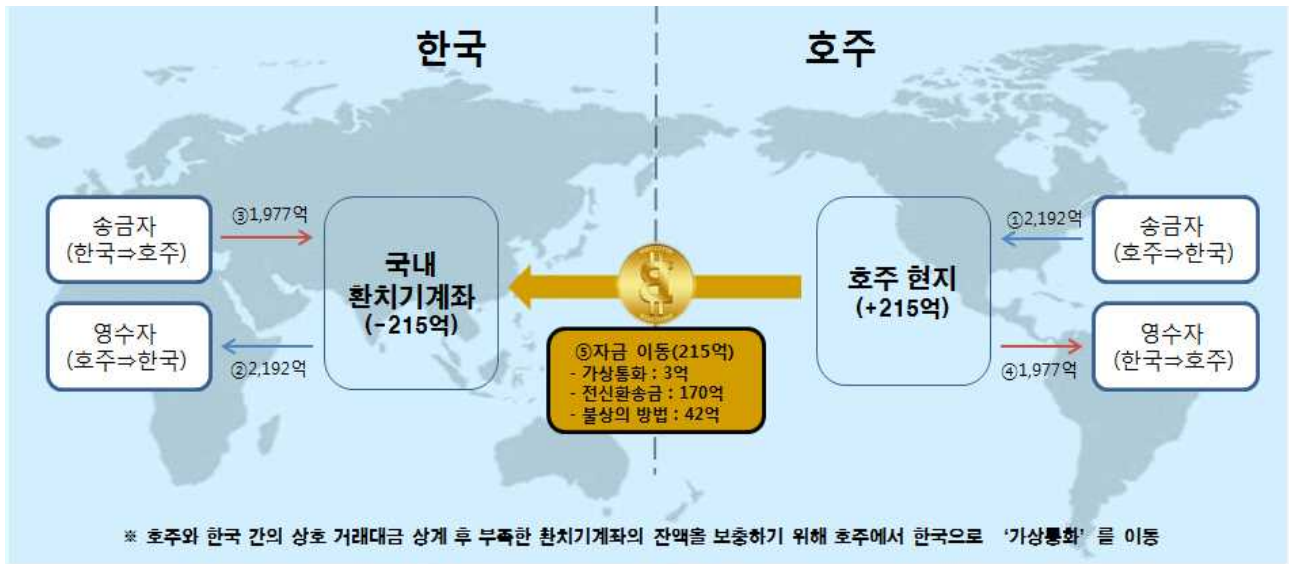 한국
호주
송금자
(한국⇒호주)
③1,977억
국내
환치기계좌
(-215억)
영수자
(호주⇒한국)
②2,192억
⑤자금 이동(215억)
- 가상통화 : 3억
- 전신환송금 : 170억
- 불상의 방법 : 42억
호주 현지
(+215억)
①2,192억
송금자
(호주⇒한국)
④1,977억
영수자
(한국⇒호주)
※ 호주와 한국 간의 상호 거래대금 상계 후 부족한 환치기계좌의 잔액을 보충하기 위해 호주에서 한국으로 '가상통화' 를 이동